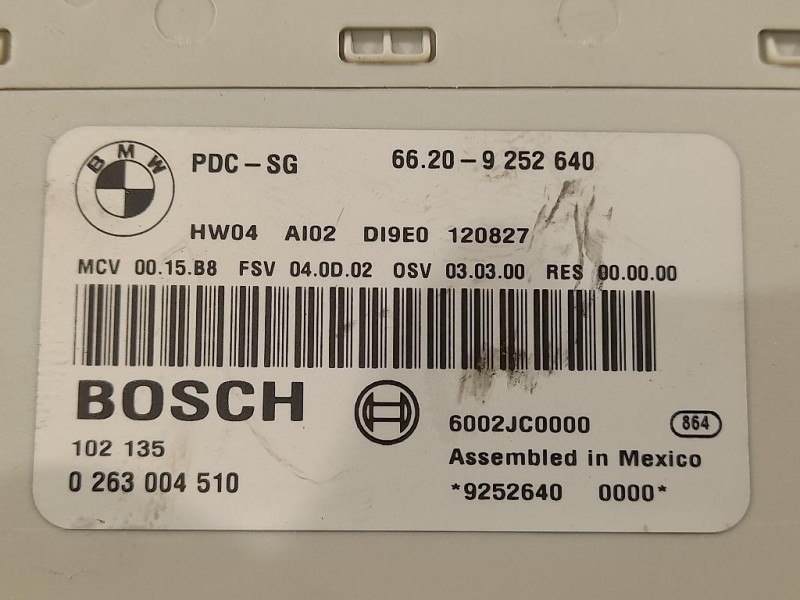 BMW
PDC-SG 66.20-9 252 640
HW04 AI02 DI9E0 120827
MCV 00.15.B8 FSV 04.0D.02 OSV 03.03.00 RES 00.00.00
BOSCH
6002JC0000 864
102 135
Assembled in Mexico
0 263 004 510
*9252640 0000*